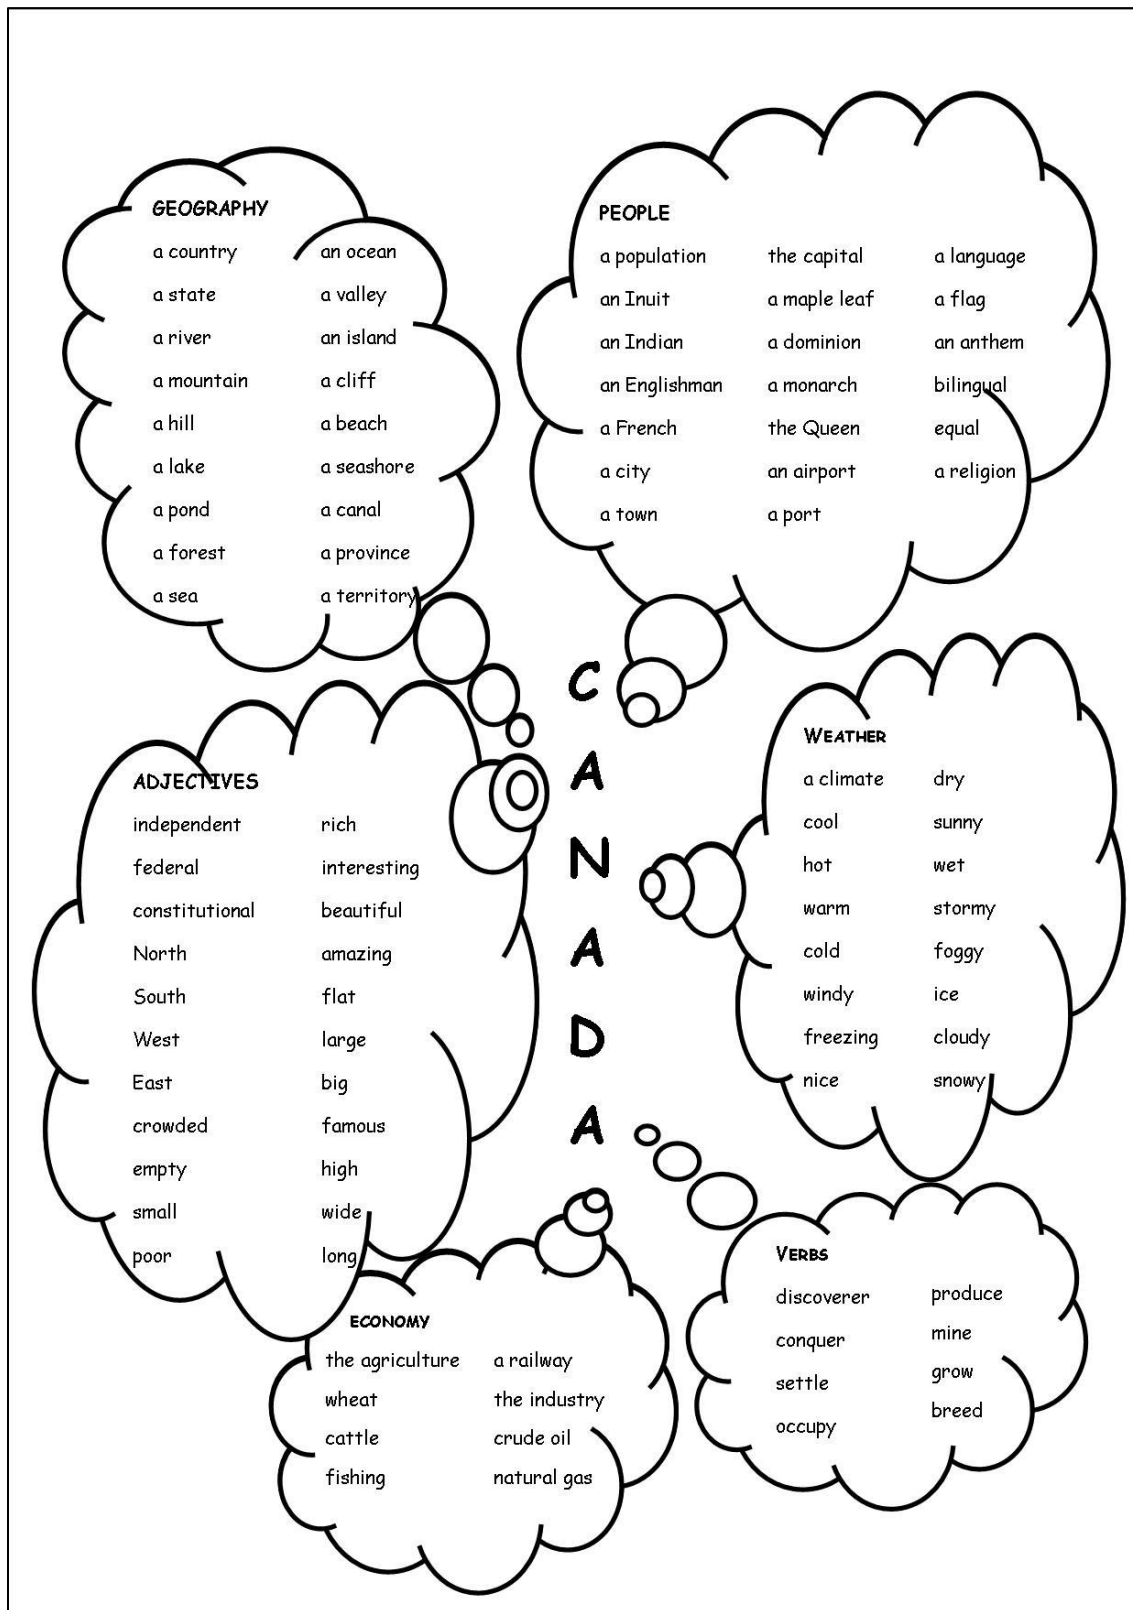 GEOGRAPHY
a country an ocean
a state a valley
a river an island
a mountain a cliff
a hill a beach
a lake a seashore
a pond a canal
a forest a province
a sea a territory
PEOPLE
a population the capital a language
an Inuit a maple leaf a flag
an Indian a dominion an anthem
an Englishman a monarch bilingual
a French the Queen equal
a city an airport a religion
a town a port
C
A
N
A
D
A
ADJECTIVES
independent rich
federal interesting
constitutional beautiful
North amazing
South flat
West large
East big
crowded famous
empty high
small wide
poor long
WEATHER
a climate dry
cool sunny
hot wet
warm stormy
cold foggy
windy ice
freezing cloudy
nice snowy
ECONOMY
the agriculture a railway
wheat the industry
cattle crude oil
fishing natural gas
VERBS
discoverer produce
conquer mine
settle grow
occupy breed